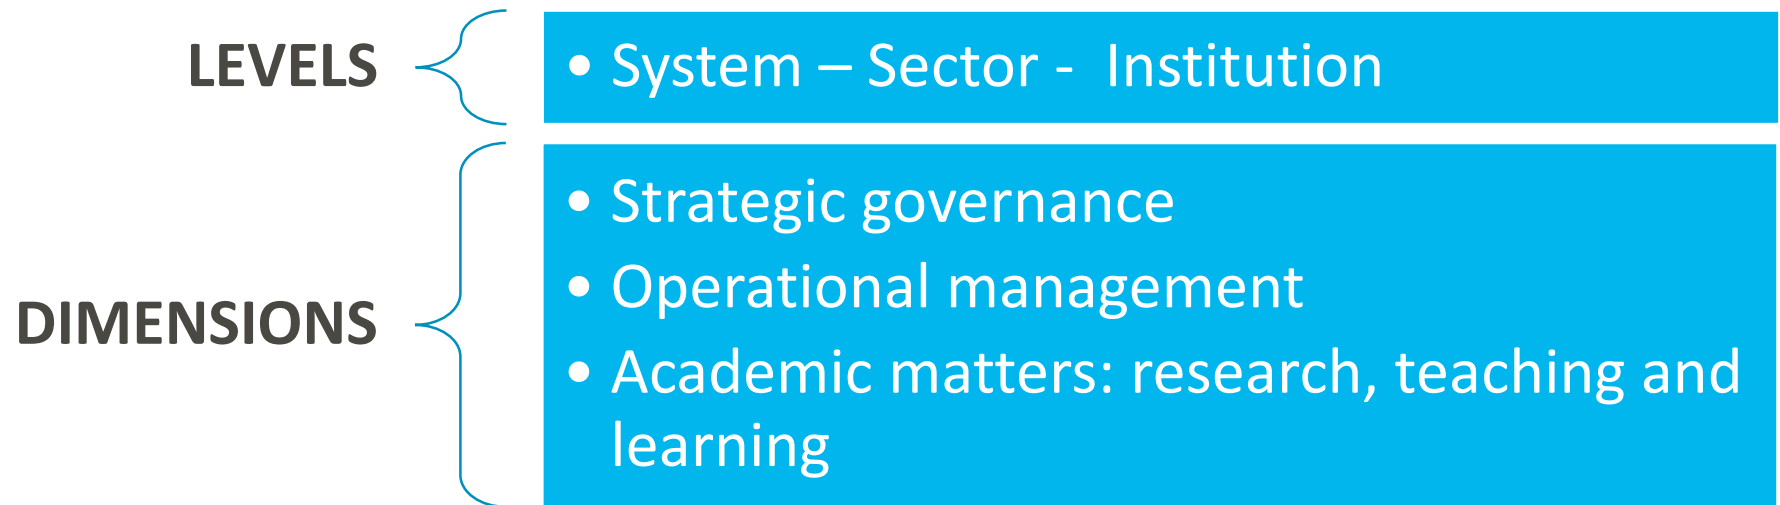 LEVELS
• System – Sector -  Institution
DIMENSIONS
• Strategic governance
• Operational management
• Academic matters: research, teaching and
learning